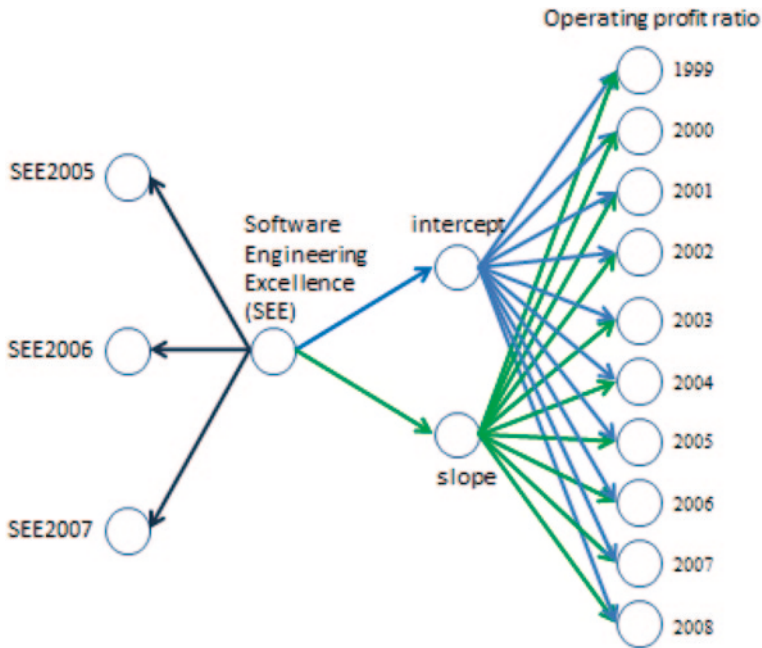 Operating profit ratio
1999
2000
2001
2002
2003
2004
2005
2006
2007
2008
SEE2005
SEE2006
SEE2007
Software
Engineering
Excellence
(SEE)
intercept
slope